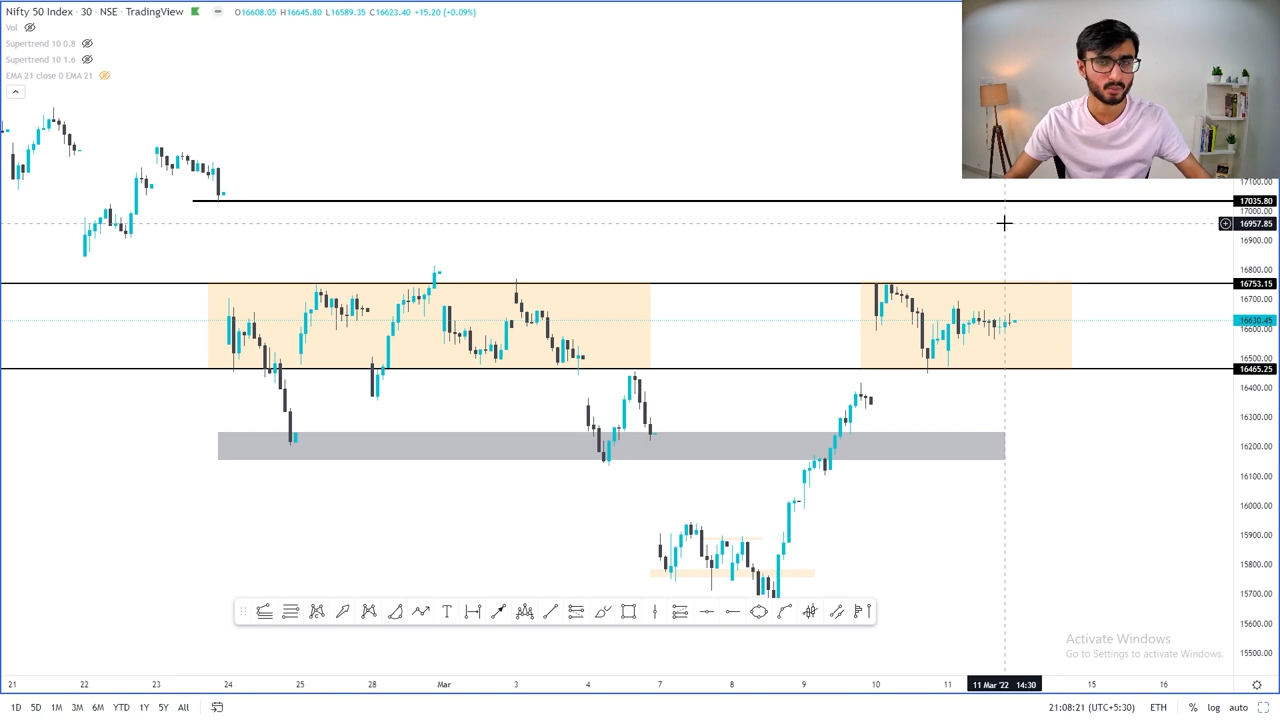 Nifty 50 Index · 30 · NSE · TradingView O16608.05 H16645.80 L16589.35 C16623.40 +15.20 (+0.09%)
Vol
Supertrend 10 0.8
Supertrend 10 1.6
EMA 21 close 0 EMA 21
17100.00
17035.80
17000.00
16957.85
16900.00
16800.00
16753.15
16700.00
16630.45
16600.00
16500.00
16465.25
16400.00
16300.00
16200.00
16100.00
16000.00
15900.00
15800.00
15700.00
15600.00
15500.00
T
Activate Windows
Go to Settings to activate Windows.
21 22 23 24 25 28 Mar 3 4 7 8 9 10 11 11 Mar '22 14:30 15 16
1D 5D 1M 3M 6M YTD 1Y 5Y All 21:08:21 (UTC+5:30) ETH % log auto